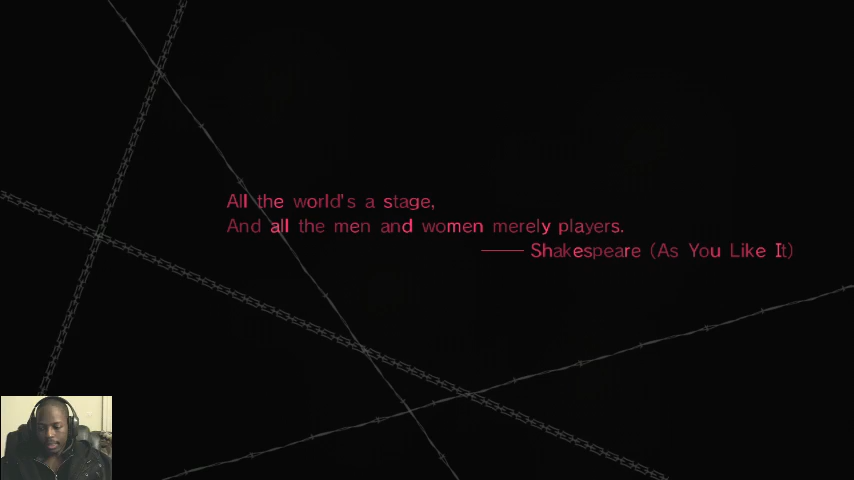 All the world's a stage,
And all the men and women merely players.
—— Shakespeare (As You Like It)